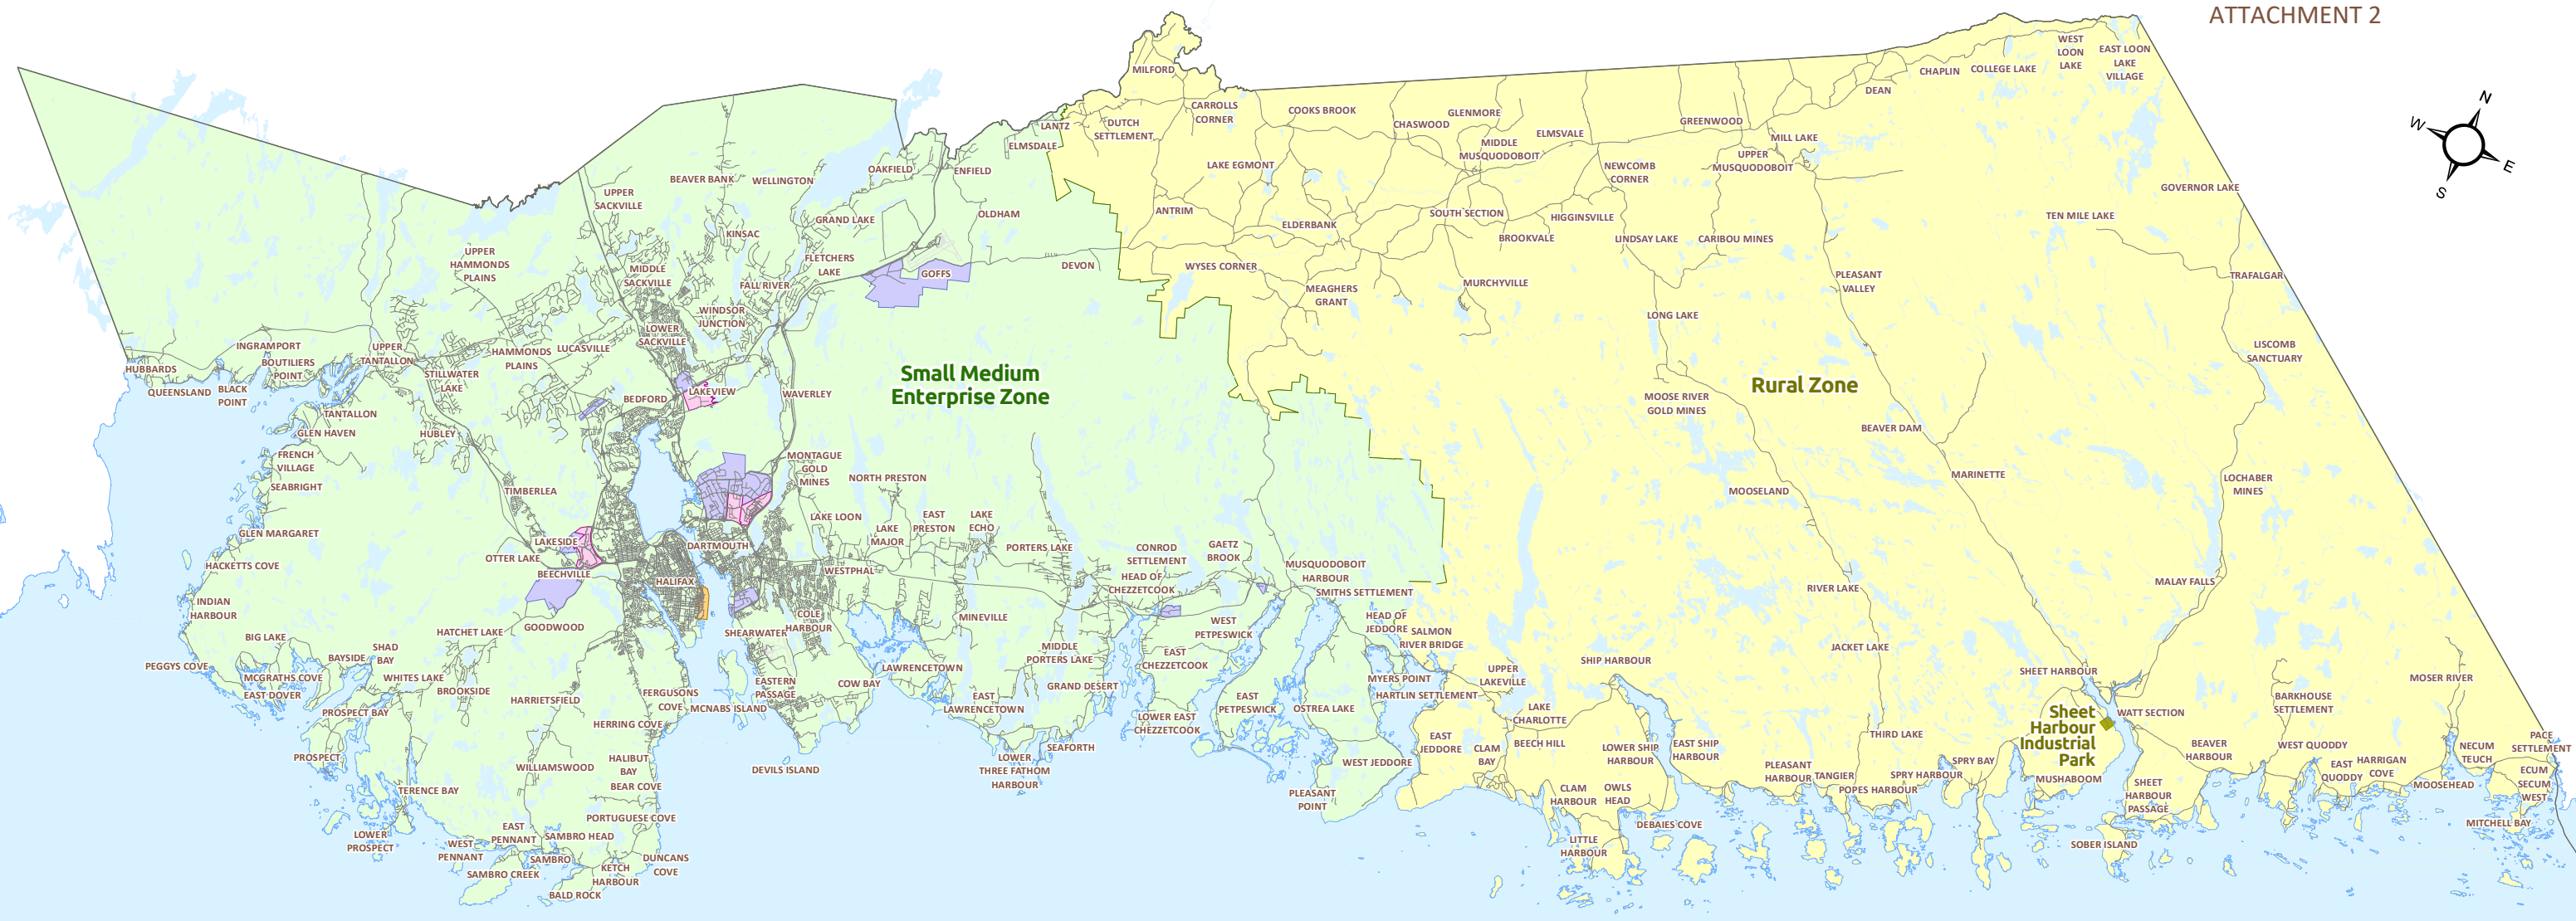 ATTACHMENT 2
N
W
E
S
MILFORD
WEST
LOON
LAKE
EAST LOON
LAKE
VILLAGE
CHAPLIN
COLLEGE LAKE
DEAN
CARROLLS
CORNER
COOKS BROOK
GLENMORE
CHASWOOD
GREENWOOD
LANTZ
DUTCH
SETTLEMENT
ELMSVALE
MILL LAKE
ELMSDALE
MIDDLE
MUSQUODOBOIT
UPPER
MUSQUODOBOIT
OAKFIELD
ENFIELD
LAKE EGMONT
NEWCOMB
CORNER
BEAVER BANK
WELLINGTON
UPPER
SACKVILLE
GOVERNOR LAKE
GRAND LAKE
OLDHAM
ANTRIM
ELDERBANK
SOUTH SECTION
HIGGINSVILLE
TEN MILE LAKE
KINSAC
BROOKVALE
LINDSAY LAKE
CARIBOU MINES
UPPER
HAMMONDS
PLAINS
MIDDLE
SACKVILLE
FLETCHERS
LAKE
GOFFS
DEVON
WYSES CORNER
FALL RIVER
MEAGHERS
GRANT
MURCHYVILLE
PLEASANT
VALLEY
TRAFALGAR
WINDSOR
JUNCTION
LOWER
SACKVILLE
LONG LAKE
INGRAMPORT
BOUTILIERS
POINT
UPPER
TANTALLON
HAMMONDS
PLAINS
LUCASVILLE
LISCOMB
SANCTUARY
HUBBARDS
QUEENSLAND
BLACK
POINT
STILLWATER
LAKE
Small Medium
Enterprise Zone
Rural Zone
BEDFORD
LAKEVIEW
WAVERLEY
MOOSE RIVER
GOLD MINES
TANTALLON
GLEN HAVEN
HUBLEY
BEAVER DAM
FRENCH
VILLAGE
MONTAGUE
GOLD
MINES
SEABRIGHT
TIMBERLEA
NORTH PRESTON
MARINETTE
LOCHABER
MINES
MOOSELAND
GLEN MARGARET
LAKE LOON
LAKE
MAJOR
EAST
PRESTON
LAKE
ECHO
LAKESIDE
DARTMOUTH
PORTERS LAKE
CONROD
SETTLEMENT
GAETZ
BROOK
OTTER LAKE
HACKETTS COVE
BEECHVILLE
WESTPHAL
HALIFAX
HEAD OF
CHEZZETCOOK
MUSQUODOBOIT
HARBOUR
SMITHS SETTLEMENT
RIVER LAKE
MALAY FALLS
INDIAN
HARBOUR
COLE
HARBOUR
MINEVILLE
GOODWOOD
SHEARWATER
WEST
PETPESWICK
HEAD OF
JEDDORE
SALMON
RIVER BRIDGE
HATCHET LAKE
BIG LAKE
SHAD
BAY
BAYSIDE
PEGGYS COVE
MCGRATHS COVE
EAST DOVER
WHITES LAKE
BROOKSIDE
MIDDLE
PORTERS LAKE
EAST
CHEZZETCOOK
LAWRENCETOWN
JACKET LAKE
SHIP HARBOUR
UPPER
LAKEVILLE
MYERS POINT
HARTLIN SETTLEMENT
SHEET HARBOUR
MOSER RIVER
HARRIETSFIELD
FERGUSONS
COVE
MCNABS ISLAND
EASTERN
PASSAGE
COW BAY
GRAND DESERT
EAST
LAWRENCETOWN
EAST
PETPESWICK
OSTREA LAKE
LAKE
CHARLOTTE
BARKHOUSE
SETTLEMENT
PROSPECT BAY
HERRING COVE
LOWER EAST
CHEZZETCOOK
Sheet
Harbour
Industrial
Park
WATT SECTION
THIRD LAKE
PROSPECT
SEAFORTH
EAST
JEDDORE
CLAM
BAY
BEECH HILL
LOWER SHIP
HARBOUR
EAST SHIP
HARBOUR
BEAVER
HARBOUR
WEST QUODDY
NECUM
TEUCH
PACE
SETTLEMENT
WILLIAMSWOOD
HALIBUT
BAY
BEAR COVE
DEVILS ISLAND
LOWER
THREE FATHOM
HARBOUR
WEST JEDDORE
PLEASANT
HARBOUR
TANGIER
SPRY HARBOUR
SPRY BAY
MUSHABOOM
EAST
QUODDY
HARRIGAN
COVE
MOOSEHEAD
ECUM
SECUM
WEST
TERENCE BAY
PLEASANT
POINT
CLAM
HARBOUR
OWLS
HEAD
POPES HARBOUR
SHEET
HARBOUR
PASSAGE
PORTUGUESE COVE
DEBAIES COVE
MITCHELL BAY
LOWER
PROSPECT
EAST
PENNANT
WEST
PENNANT
SAMBRO HEAD
SAMBRO
LITTLE
HARBOUR
SOBER ISLAND
SAMBRO CREEK
KETCH
HARBOUR
DUNCANS
COVE
BALD ROCK